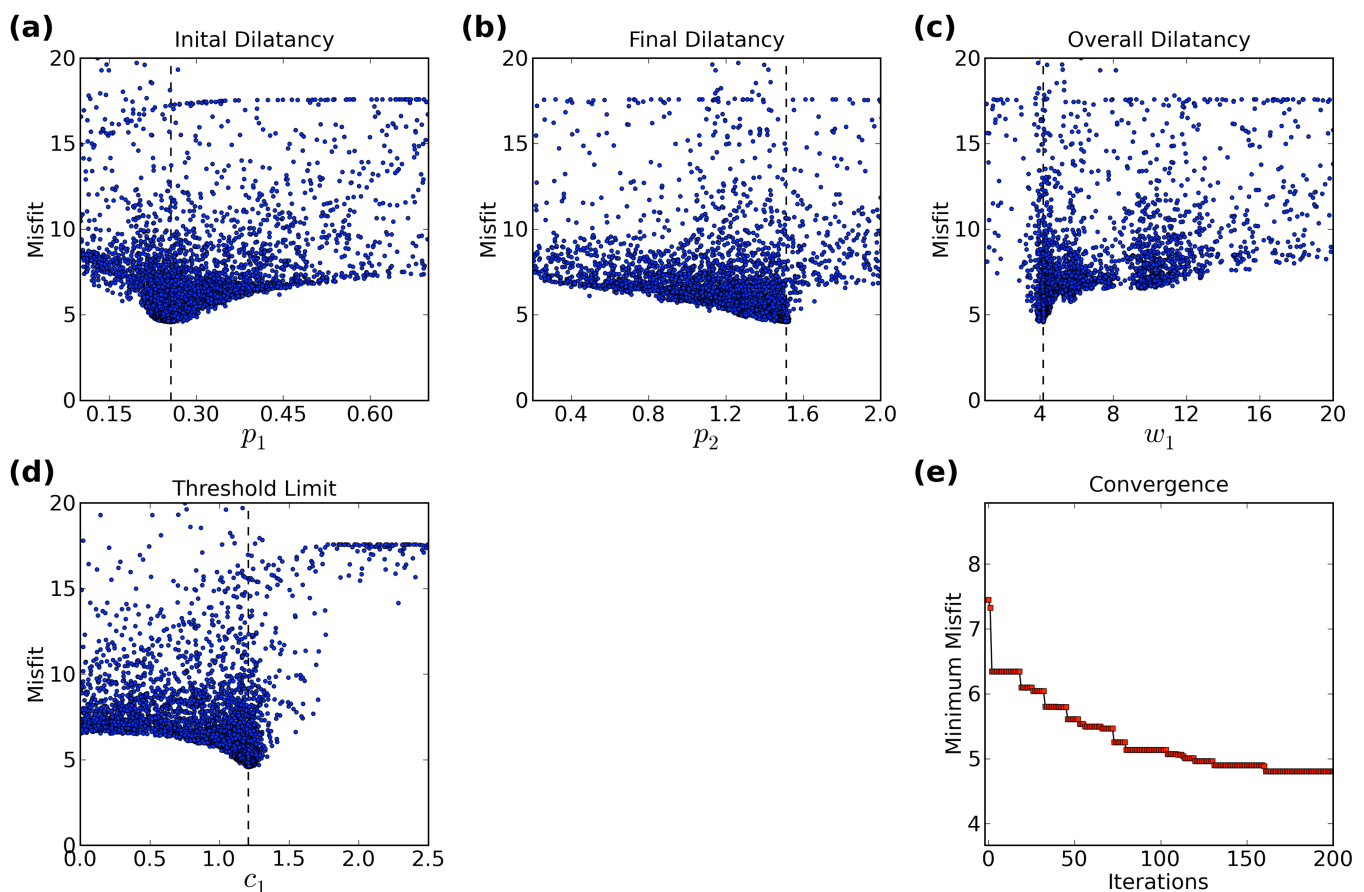 (a)
Inital Dilatancy
Misfit
20
15
10
5
0
0.15 0.30 0.45 0.60
p1
(b)
Final Dilatancy
Misfit
20
15
10
5
0
0.4 0.8 1.2 1.6 2.0
p2
(c)
Overall Dilatancy
Misfit
20
15
10
5
0
4 8 12 16 20
w1
(d)
Threshold Limit
Misfit
20
15
10
5
0
0.0 0.5 1.0 1.5 2.0 2.5
c1
(e)
Convergence
Minimum Misfit
8
7
6
5
4
0 50 100 150 200
Iterations